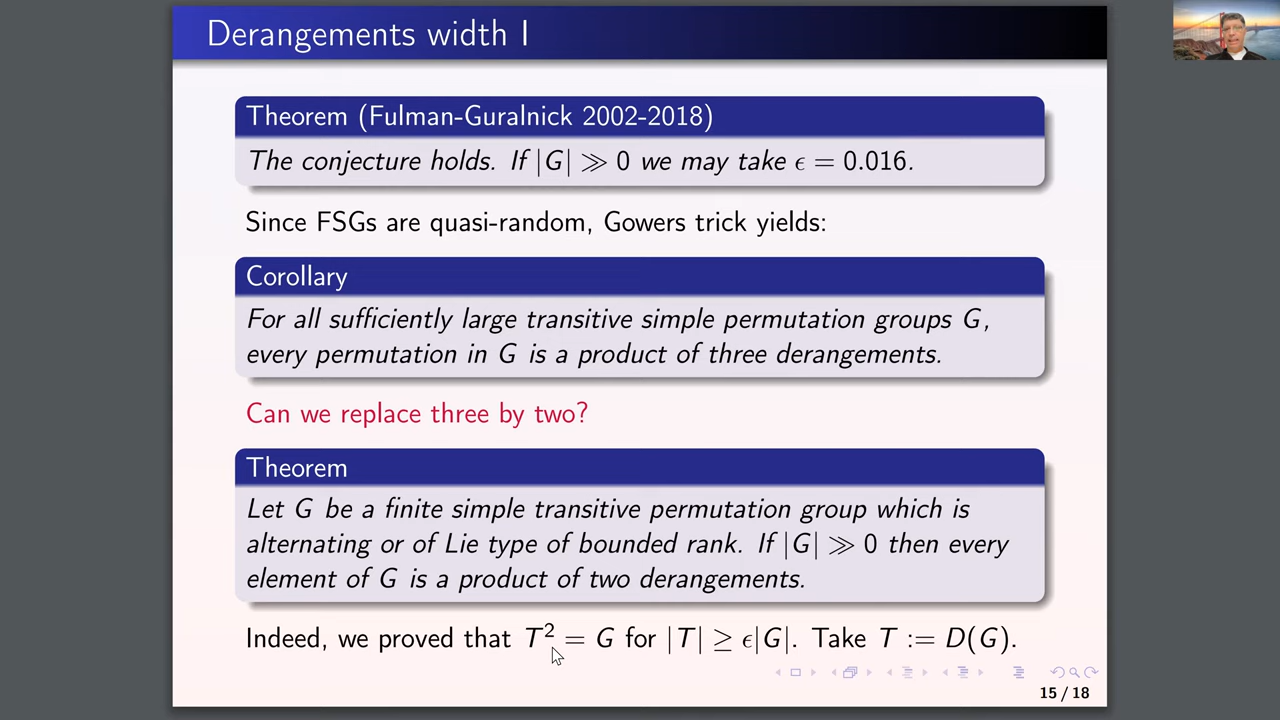 Derangements width I
Theorem (Fulman-Guralnick 2002-2018)
The conjecture holds. If |G| ≫ 0 we may take ϵ = 0.016.
Since FSGs are quasi-random, Gowers trick yields:
Corollary
For all sufficiently large transitive simple permutation groups G,
every permutation in G is a product of three derangements.
Can we replace three by two?
Theorem
Let G be a finite simple transitive permutation group which is
alternating or of Lie type of bounded rank. If |G| ≫ 0 then every
element of G is a product of two derangements.
Indeed, we proved that T² = G for |T| ≥ ϵ|G|. Take T := D(G).
15 / 18